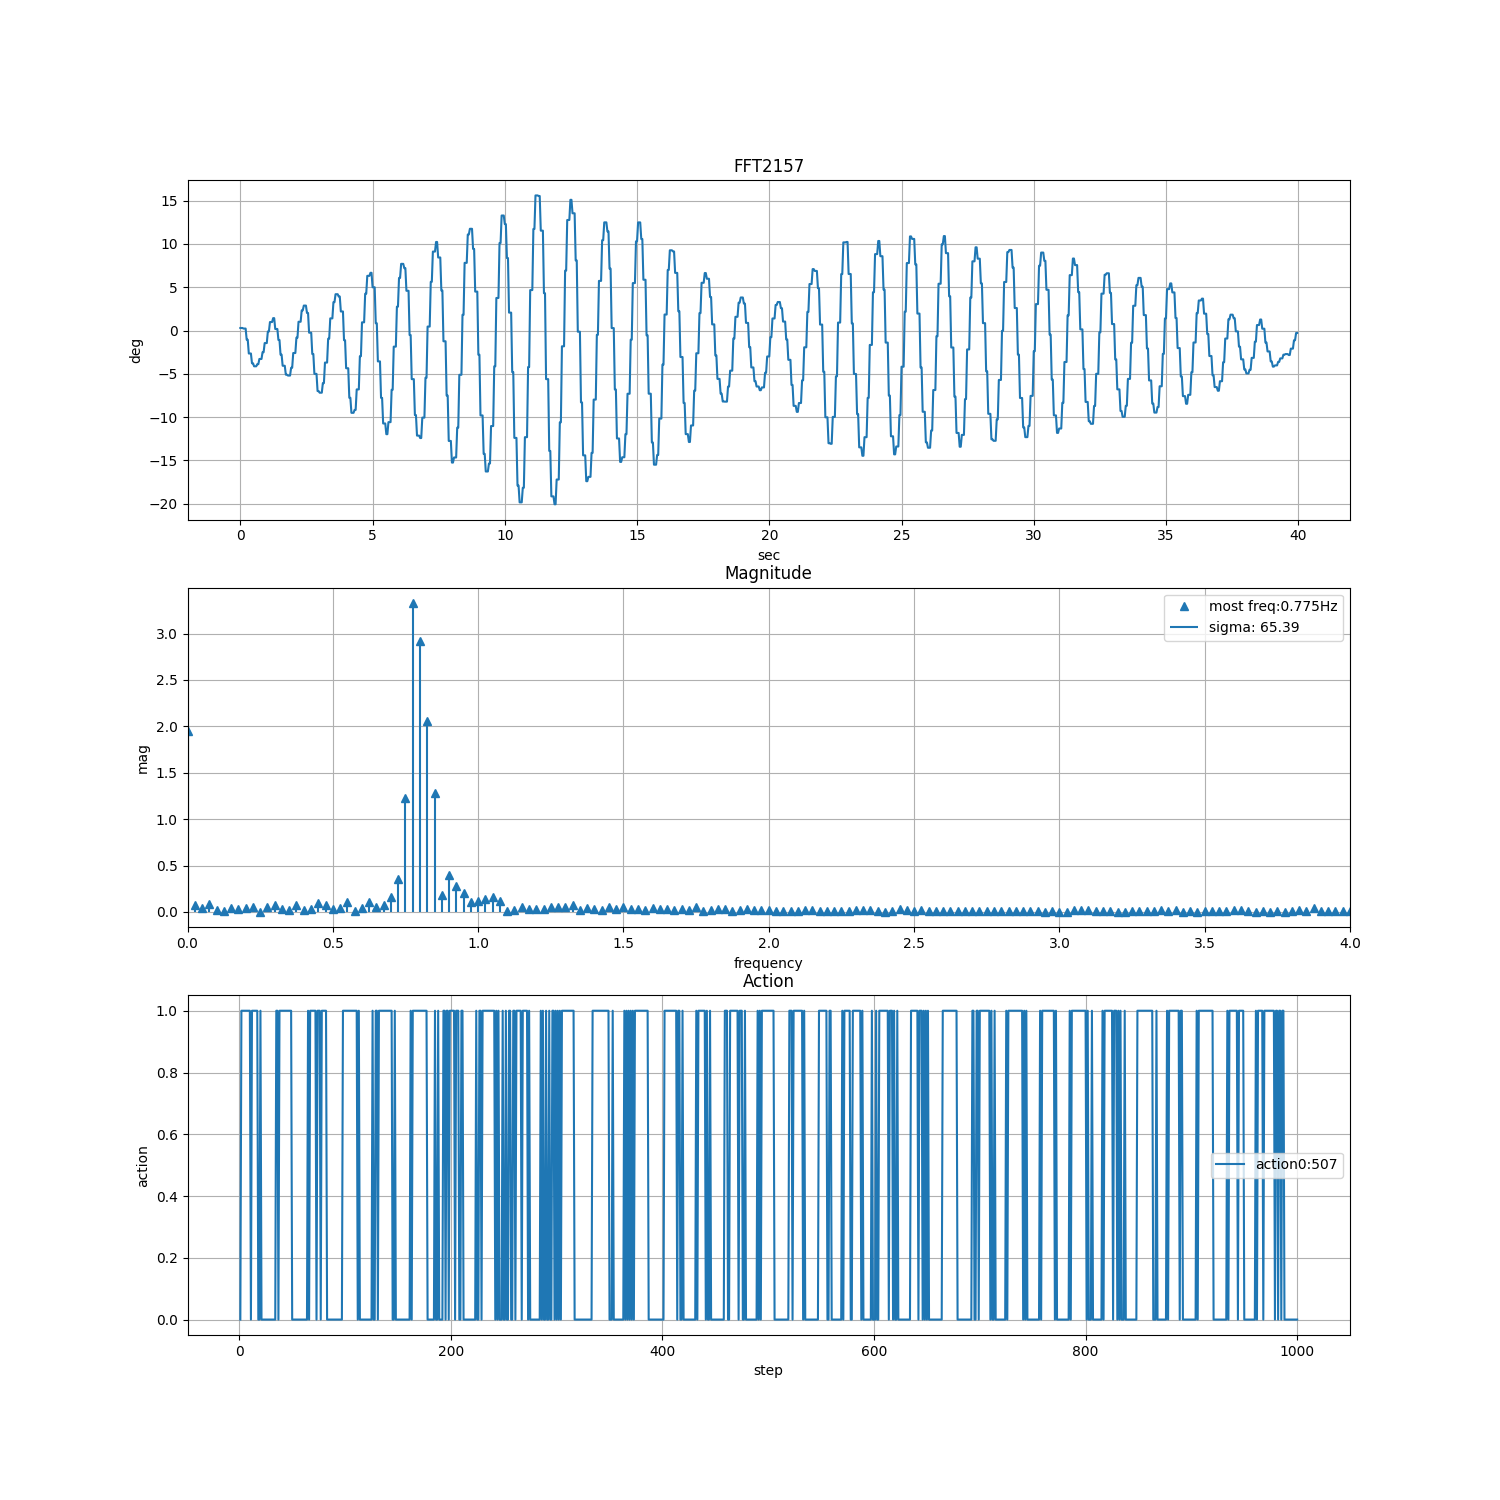 FFT2157
15
10
5
0
−5
−10
−15
−20
deg
0 5 10 15 20 25 30 35 40
sec
Magnitude
most freq:0.775Hz
sigma: 65.39
3.0
2.5
2.0
1.5
1.0
0.5
0.0
mag
0.0 0.5 1.0 1.5 2.0 2.5 3.0 3.5 4.0
frequency
Action
1.0
0.8
0.6
0.4
0.2
0.0
action
action0:507
0 200 400 600 800 1000
step